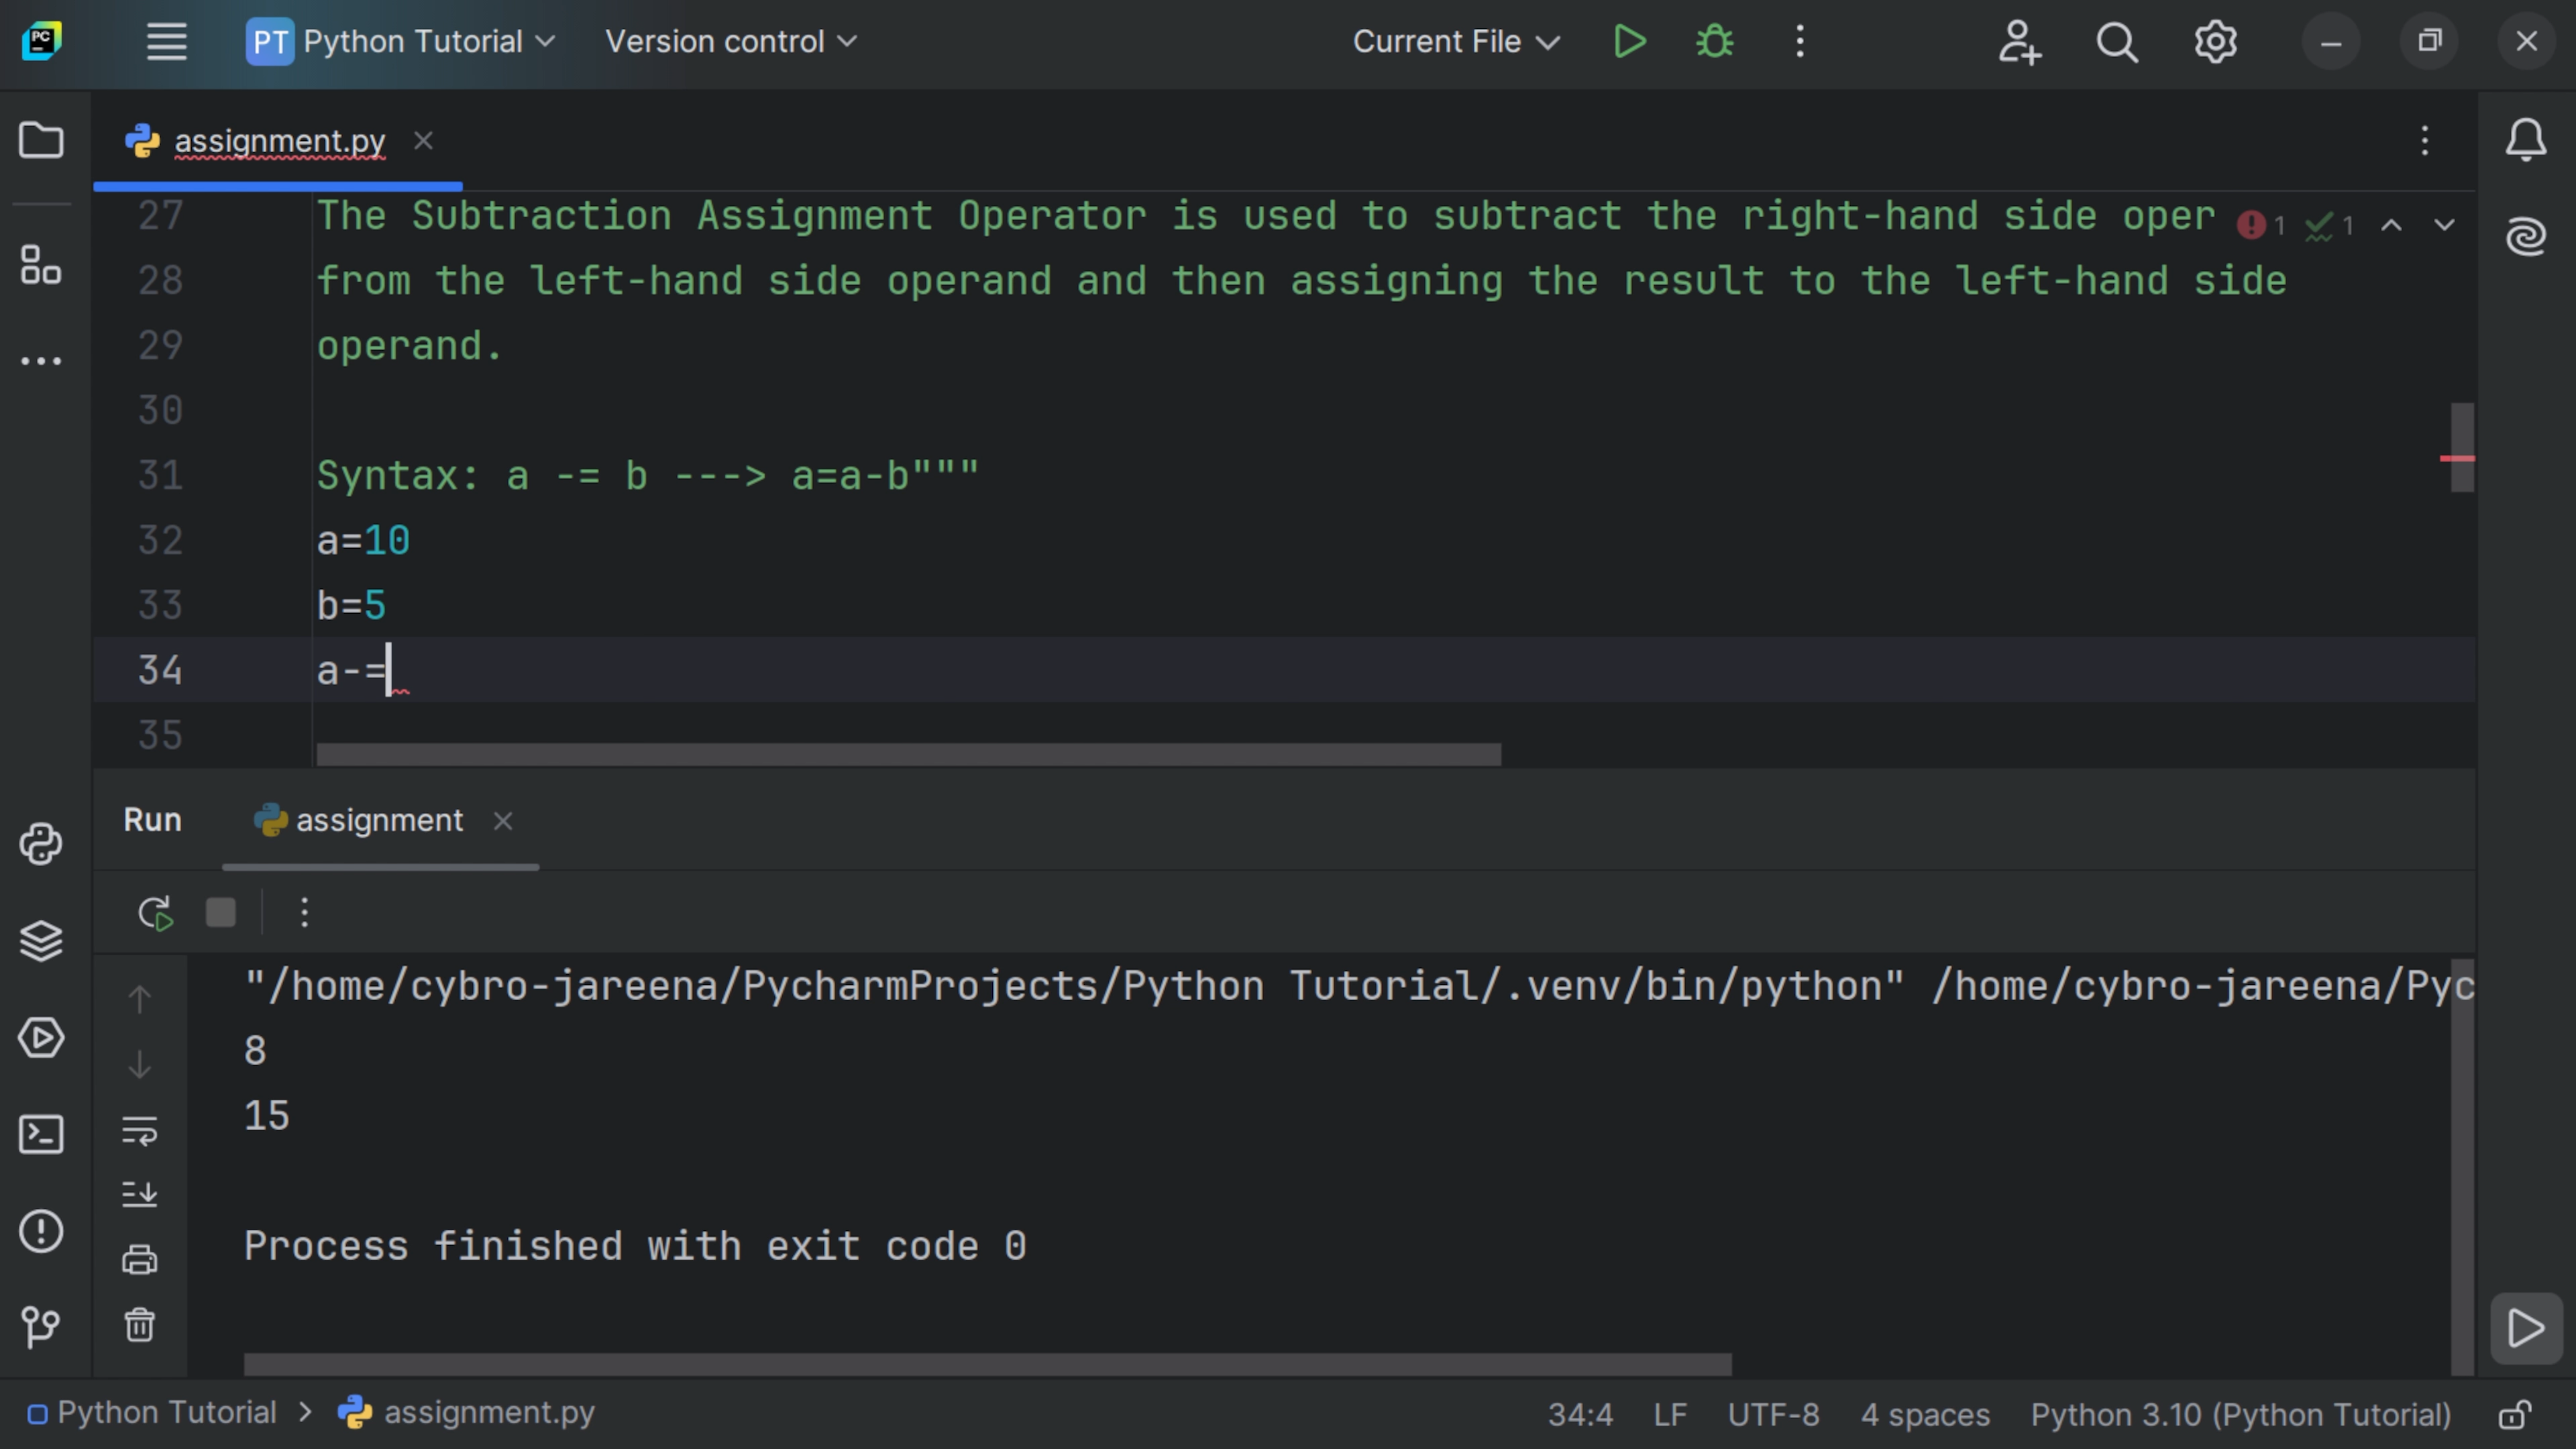 PC
PT Python Tutorial Version control Current File
assignment.py
27 The Subtraction Assignment Operator is used to subtract the right-hand side oper 1 1
28 from the left-hand side operand and then assigning the result to the left-hand side
29 operand.
30
31 Syntax: a -= b ---> a=a-b"""
32 a=10
33 b=5
34 a-=
35
Run assignment
"/home/cybro-jareena/PycharmProjects/Python Tutorial/.venv/bin/python" /home/cybro-jareena/Pyc
8
15
Process finished with exit code 0
Python Tutorial > assignment.py 34:4 LF UTF-8 4 spaces Python 3.10 (Python Tutorial)